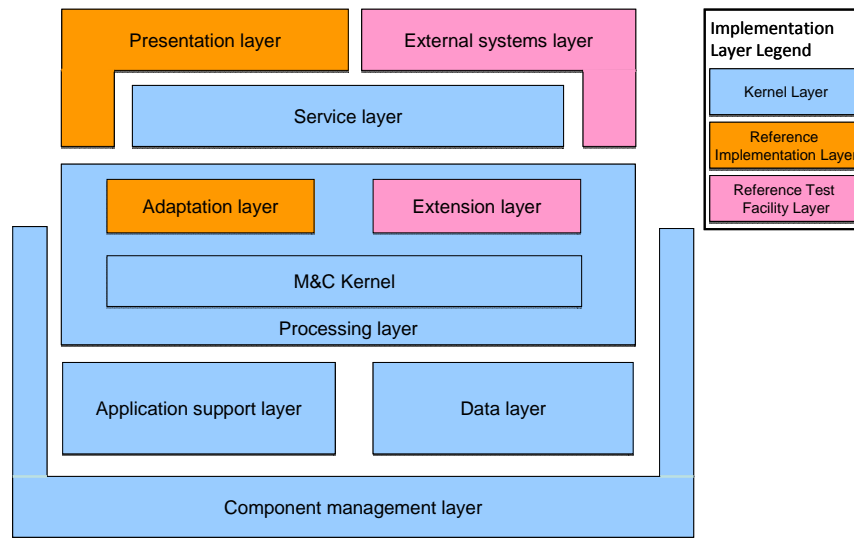 Presentation layer
External systems layer
Service layer
Adaptation layer
Extension layer
M&C Kernel
Processing layer
Application support layer
Data layer
Component management layer
Implementation
Layer Legend
Kernel Layer
Reference
Implementation Layer
Reference Test
Facility Layer